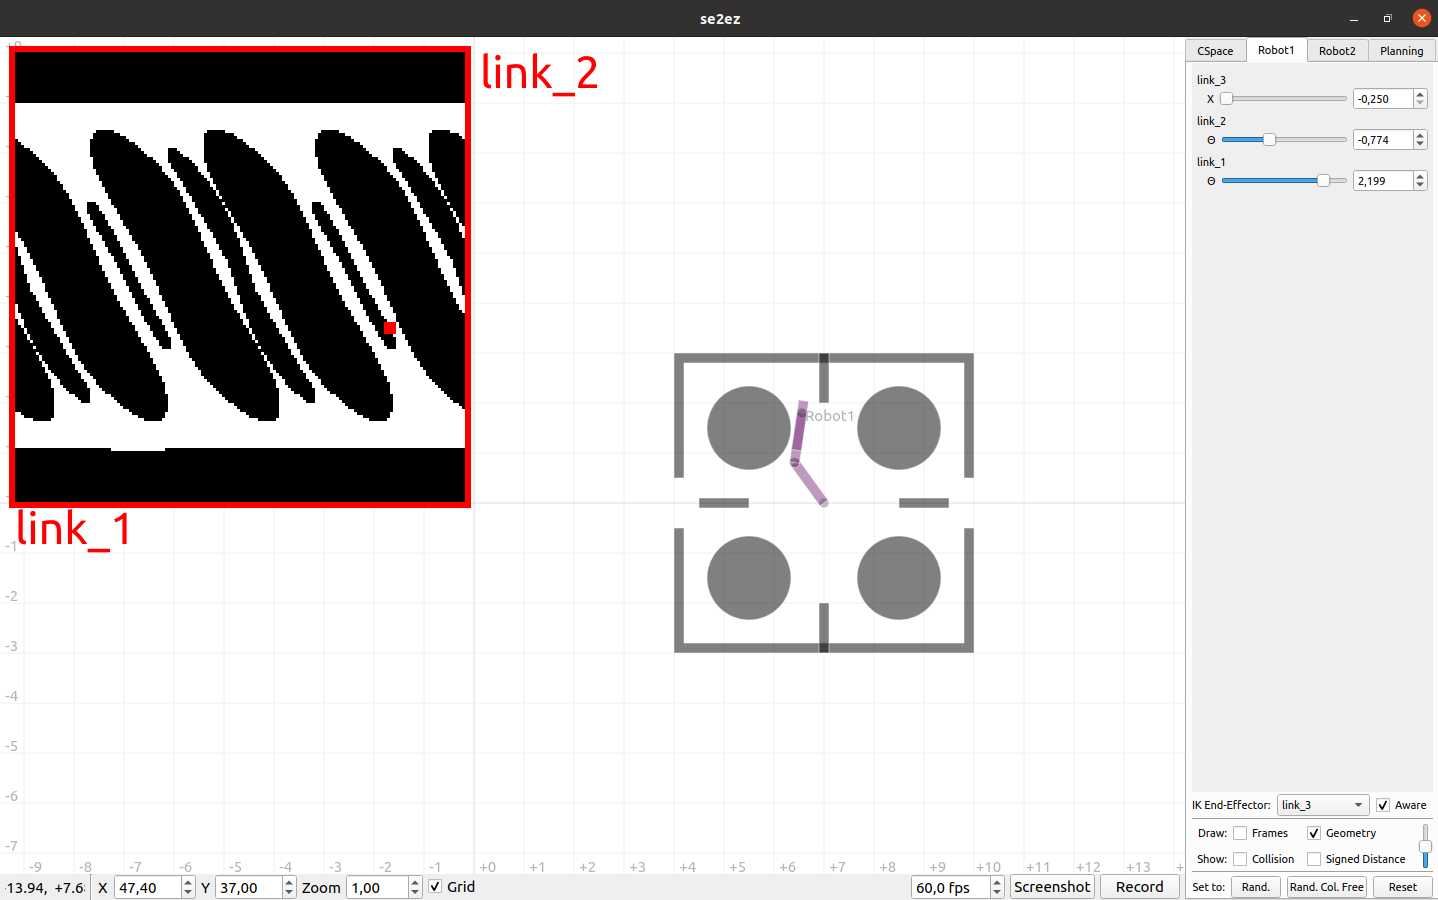 se2ez
link_2
link_1
CSpace Robot1 Robot2 Planning
link_3
X -0,250
link_2
Θ -0,774
link_1
Θ 2,199
Robot1
-1
-2
-3
-4
-5
-6
-7
-9 -8 -7 -6 -5 -4 -3 -2 -1 +0 +1 +2 +3 +4 +5 +6 +7 +8 +9 +10 +11 +12 +13
IK End-Effector: link_3 Aware
Draw: Frames Geometry
Show: Collision Signed Distance
Set to: Rand. Rand. Col. Free Reset
X 47,40 Y 37,00 Zoom 1,00 Grid 60,0 fps Screenshot Record